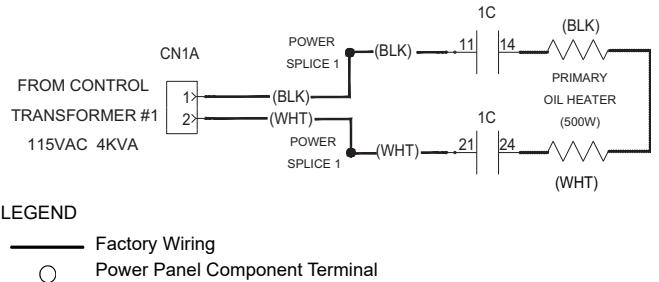 1C
(BLK)
CN1A
POWER
SPLICE 1
(BLK)
11
14
FROM CONTROL
TRANSFORMER #1
115VAC 4KVA
1
2
(BLK)
(WHT)
PRIMARY
OIL HEATER
(500W)
1C
POWER
SPLICE 1
(WHT)
21
24
(WHT)
LEGEND
Factory Wiring
Power Panel Component Terminal